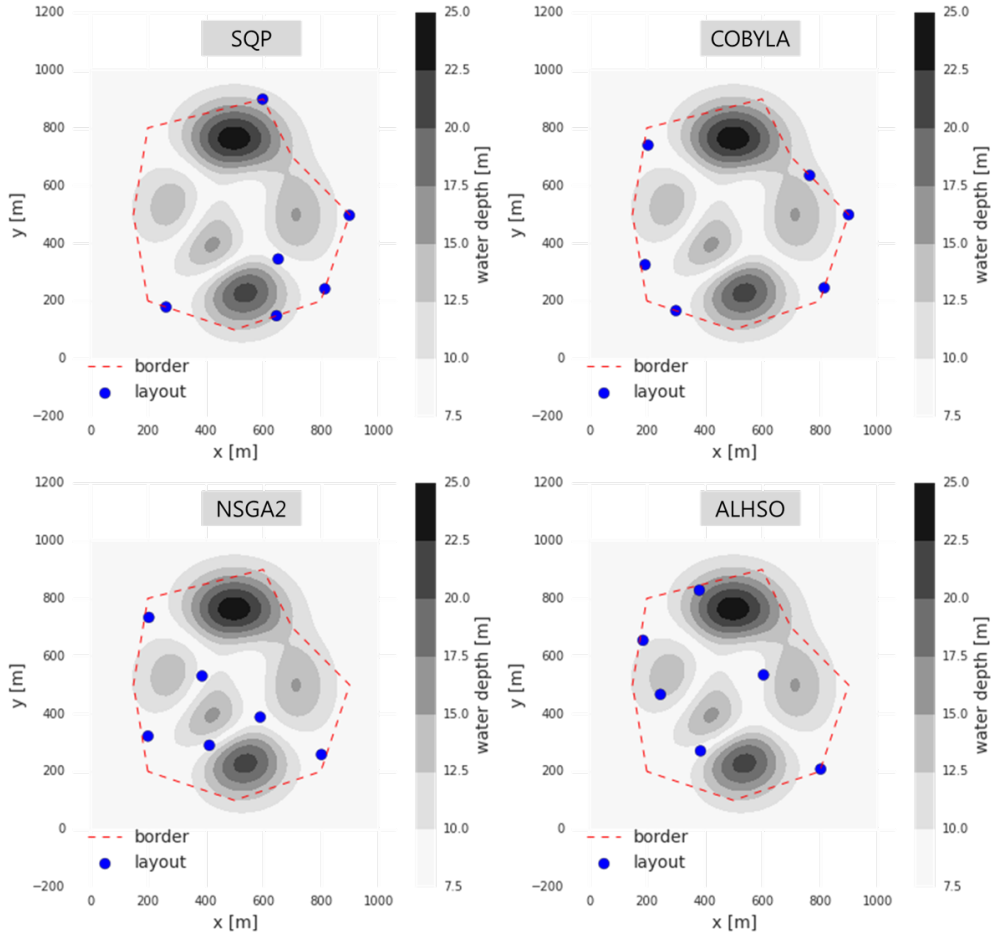 SQP
1200
1000
800
600
400
200
0
−200
y [m]
0 200 400 600 800 1000
x [m]
border
layout
25.0
22.5
20.0
17.5
15.0
12.5
10.0
7.5
water depth [m]
COBYLA
1200
1000
800
600
400
200
0
−200
y [m]
0 200 400 600 800 1000
x [m]
border
layout
25.0
22.5
20.0
17.5
15.0
12.5
10.0
7.5
water depth [m]
NSGA2
1200
1000
800
600
400
200
0
−200
y [m]
0 200 400 600 800 1000
x [m]
border
layout
25.0
22.5
20.0
17.5
15.0
12.5
10.0
7.5
water depth [m]
ALHSO
1200
1000
800
600
400
200
0
−200
y [m]
0 200 400 600 800 1000
x [m]
border
layout
25.0
22.5
20.0
17.5
15.0
12.5
10.0
7.5
water depth [m]